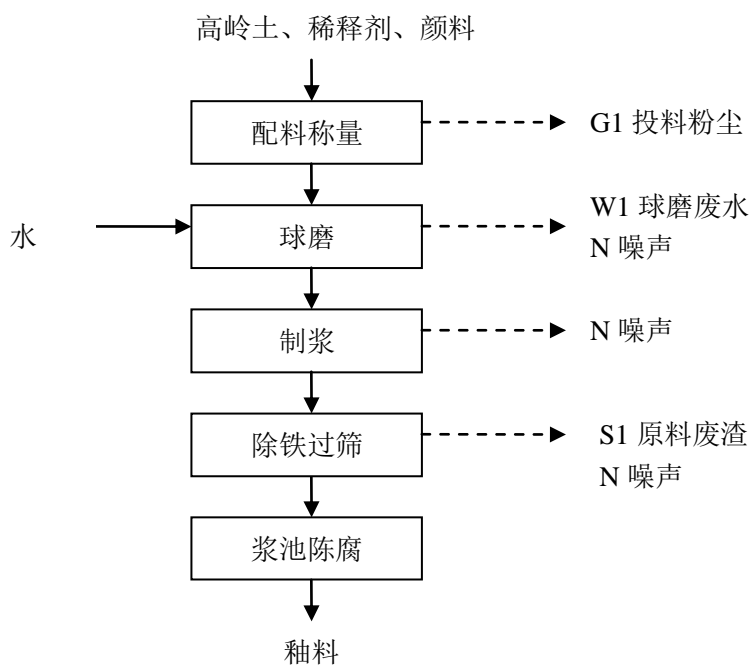 高岭土、稀释剂、颜料
配料称量
G1 投料粉尘
水
球磨
W1 球磨废水
N 噪声
制浆
N 噪声
除铁过筛
S1 原料废渣
N 噪声
浆池陈腐
釉料